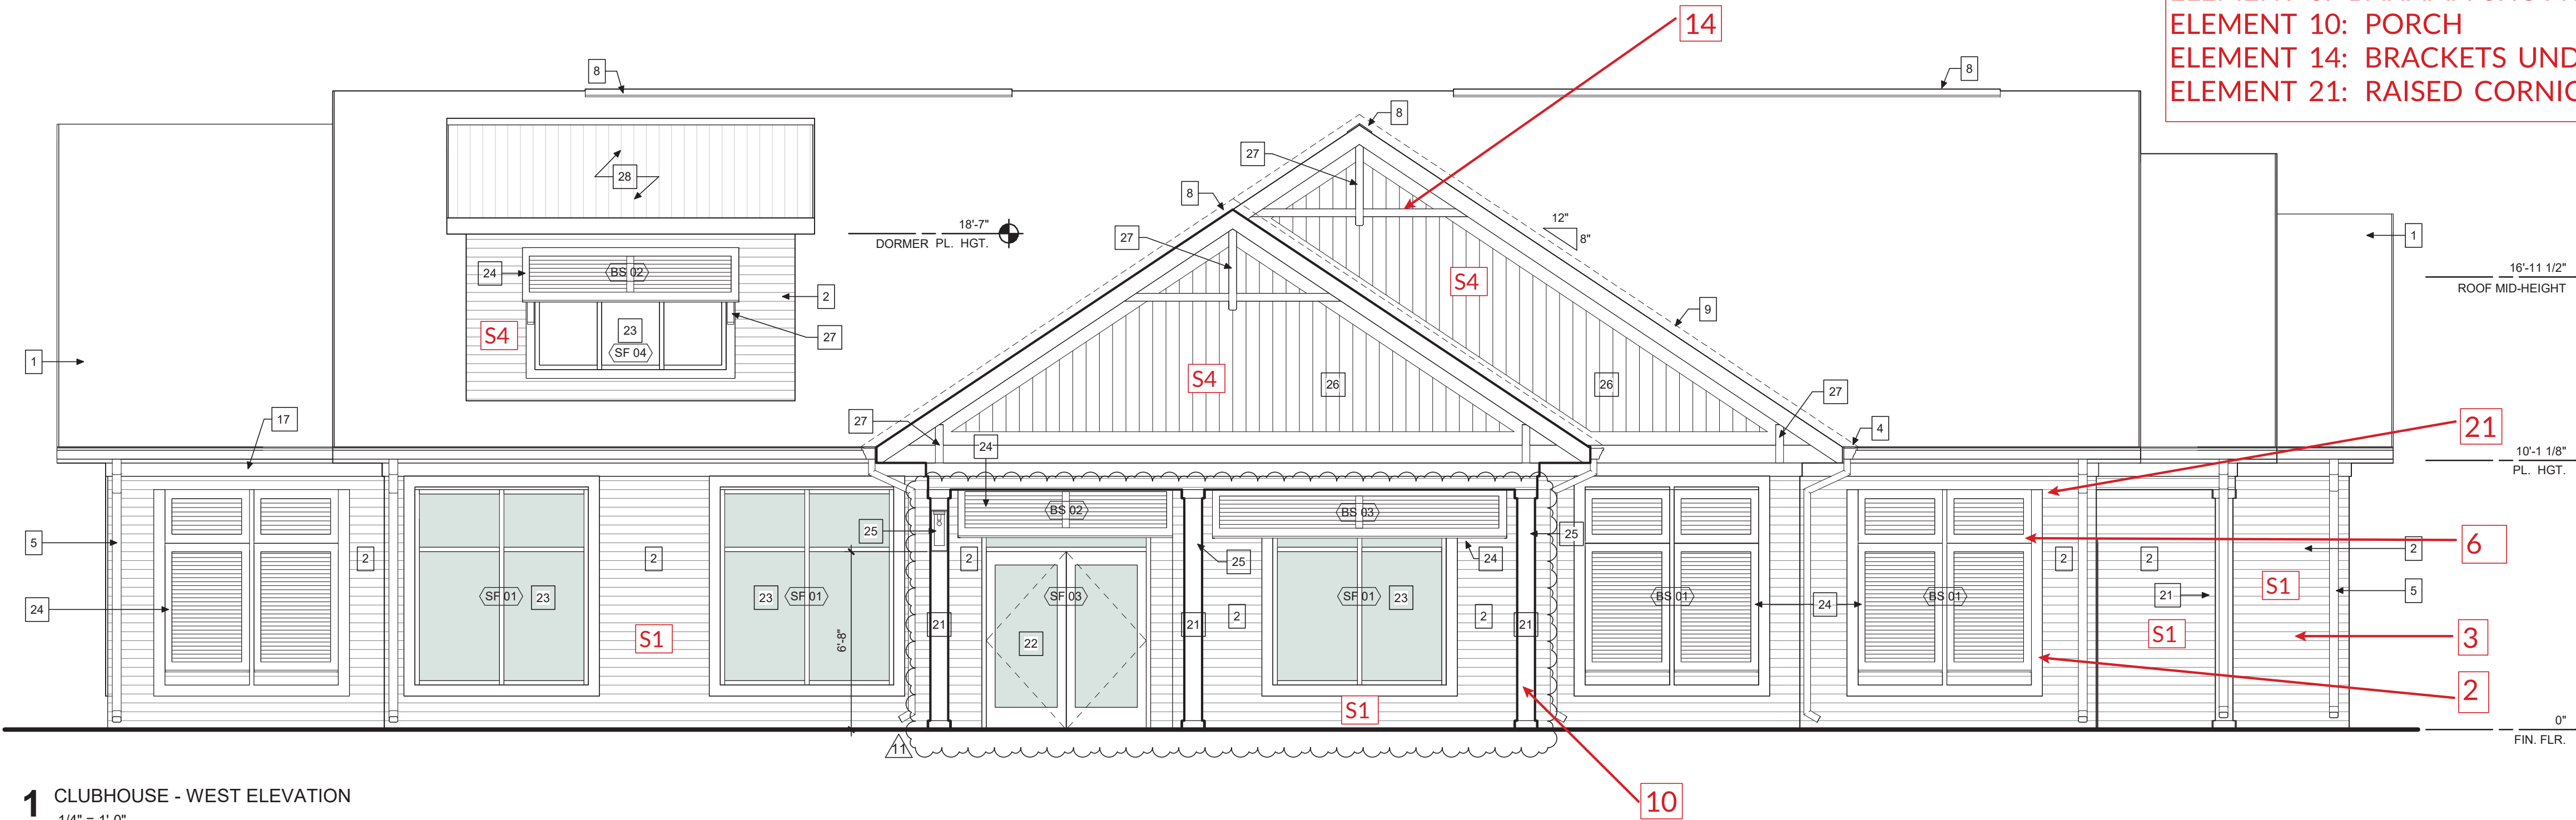 ELEMENT 10: PORCH
ELEMENT 14: BRACKETS UND
ELEMENT 21: RAISED CORNIC
14
8
8
8
27
28
8
12"
8"
18'-7"
DORMER PL. HGT.
27
1
16'-11 1/2"
ROOF MID-HEIGHT
24
BS 02
2
S4
9
S4
23
27
SF 04
1
S4
26
26
27
17
27
4
21
24
10'-1 1/8"
PL. HGT.
BS 02
BS 03
25
25
6
5
2
2
2
25
24
2
2
2
24
SF 01
23
23
SF 01
SF 03
SF 01
23
BS 01
24
BS 01
21
S1
5
21
21
2
2
21
S1
6'-8"
22
S1
3
2
S1
11
0"
FIN. FLR.
10
1 CLUBHOUSE - WEST ELEVATION
1/4" = 1'-0"